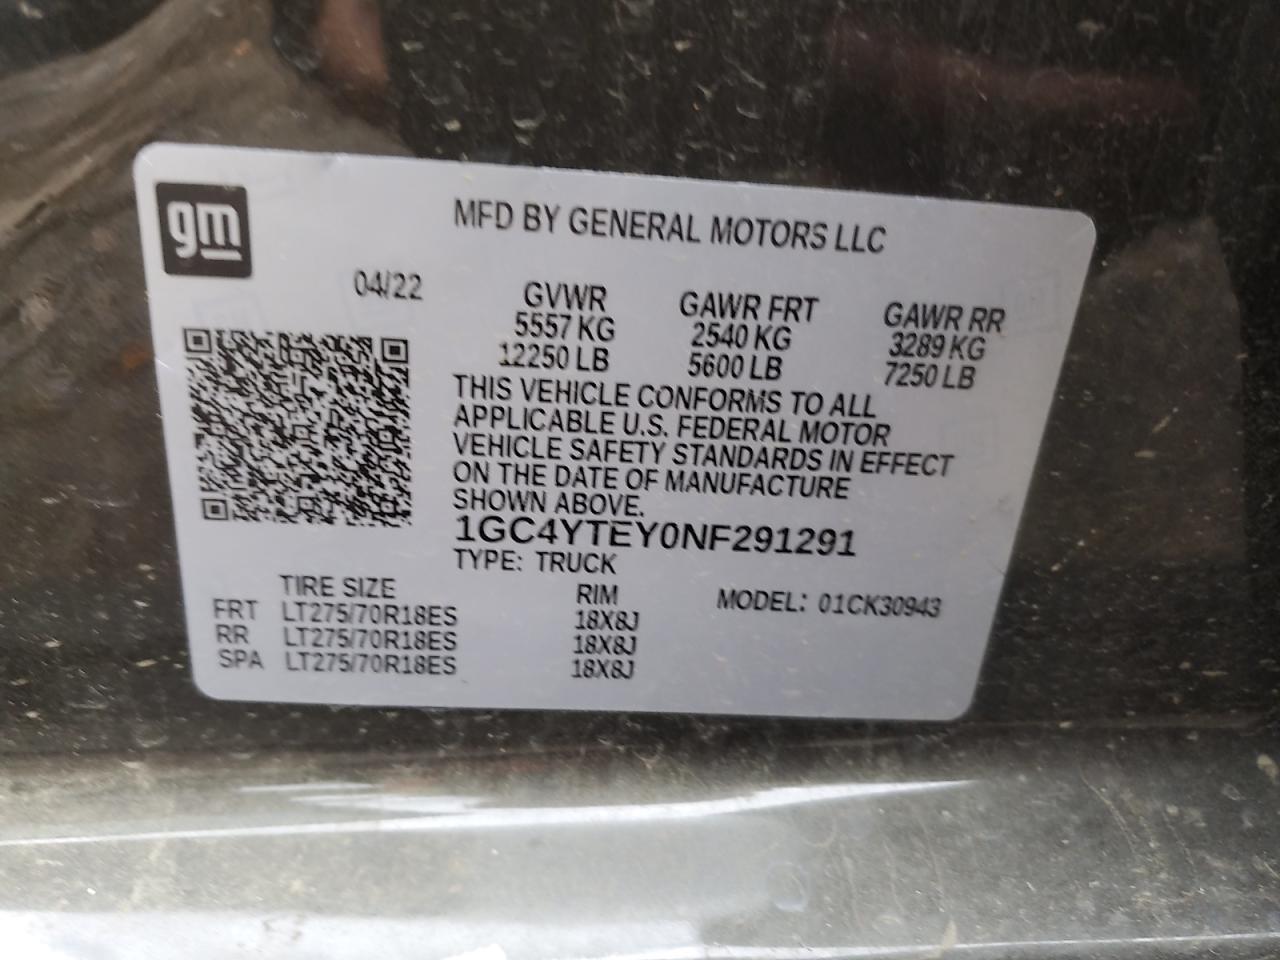 gm
MFD BY GENERAL MOTORS LLC
04/22
GVWR GAWR FRT GAWR RR
5557 KG 2540 KG 3289 KG
12250 LB 5600 LB 7250 LB
THIS VEHICLE CONFORMS TO ALL
APPLICABLE U.S. FEDERAL MOTOR
VEHICLE SAFETY STANDARDS IN EFFECT
ON THE DATE OF MANUFACTURE
SHOWN ABOVE.
1GC4YTEY0NF291291
TYPE: TRUCK
TIRE SIZE RIM MODEL: 01CK30943
FRT LT275/70R18ES 18X8J
RR LT275/70R18ES 18X8J
SPA LT275/70R18ES 18X8J